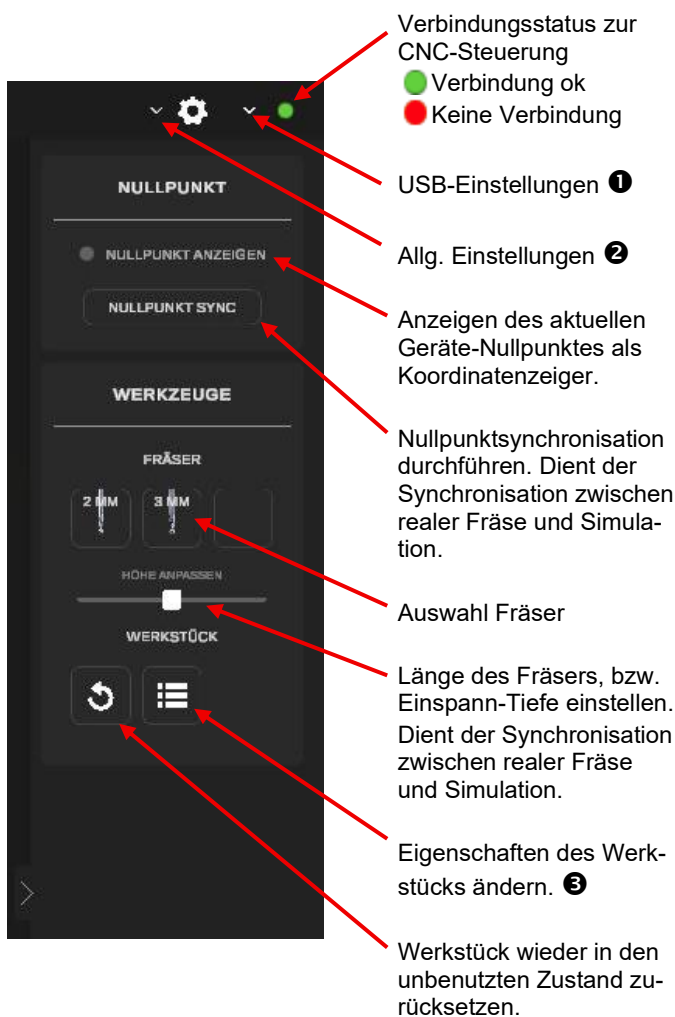 Verbindungsstatus zur
CNC-Steuerung
Verbindung ok
Keine Verbindung
USB-Einstellungen ❶
Allg. Einstellungen ❷
Anzeigen des aktuellen
Geräte-Nullpunktes als
Koordinatenzeiger.
Nullpunktsynchronisation
durchführen. Dient der
Synchronisation zwischen
realer Fräse und Simula-
tion.
Auswahl Fräser
Länge des Fräsers, bzw.
Einspann-Tiefe einstellen.
Dient der Synchronisation
zwischen realer Fräse
und Simulation.
Eigenschaften des Werk-
stücks ändern. ❸
Werkstück wieder in den
unbenutzten Zustand zu-
rücksetzen.
NULLPUNKT
NULLPUNKT ANZEIGEN
NULLPUNKT SYNC
WERKZEUGE
FRÄSER
2 MM
3 MM
HÖHE ANPASSEN
WERKSTÜCK